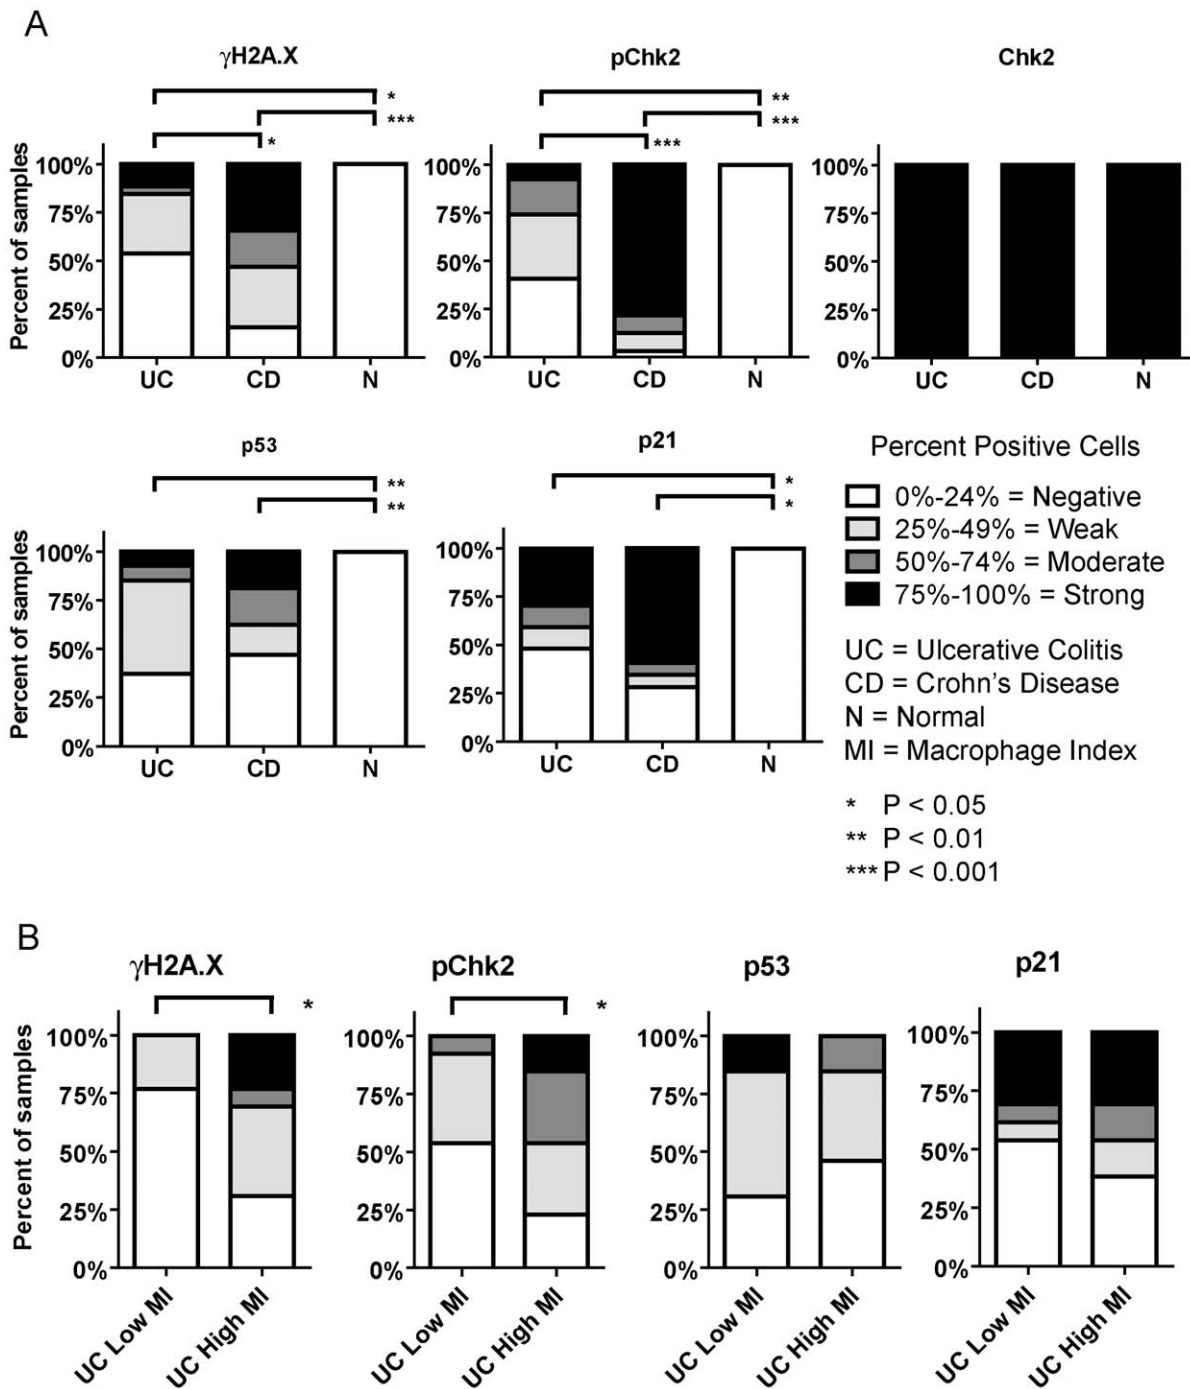 A
γH2A.X
pChk2
Chk2
*
***
*
**
***
***
Percent of samples
100%
75%
50%
25%
0%
UC
CD
N
100%
75%
50%
25%
0%
UC
CD
N
100%
75%
50%
25%
0%
UC
CD
N
p53
p21
**
**
*
*
Percent of samples
100%
75%
50%
25%
0%
UC
CD
N
100%
75%
50%
25%
0%
UC
CD
N
Percent Positive Cells
0%-24% = Negative
25%-49% = Weak
50%-74% = Moderate
75%-100% = Strong
UC = Ulcerative Colitis
CD = Crohn's Disease
N = Normal
MI = Macrophage Index
* P < 0.05
** P < 0.01
*** P < 0.001
B
γH2A.X
pChk2
p53
p21
*
*
Percent of samples
100%
75%
50%
25%
0%
UC Low MI
UC High MI
100%
75%
50%
25%
0%
UC Low MI
UC High MI
100%
75%
50%
25%
0%
UC Low MI
UC High MI
100%
75%
50%
25%
0%
UC Low MI
UC High MI